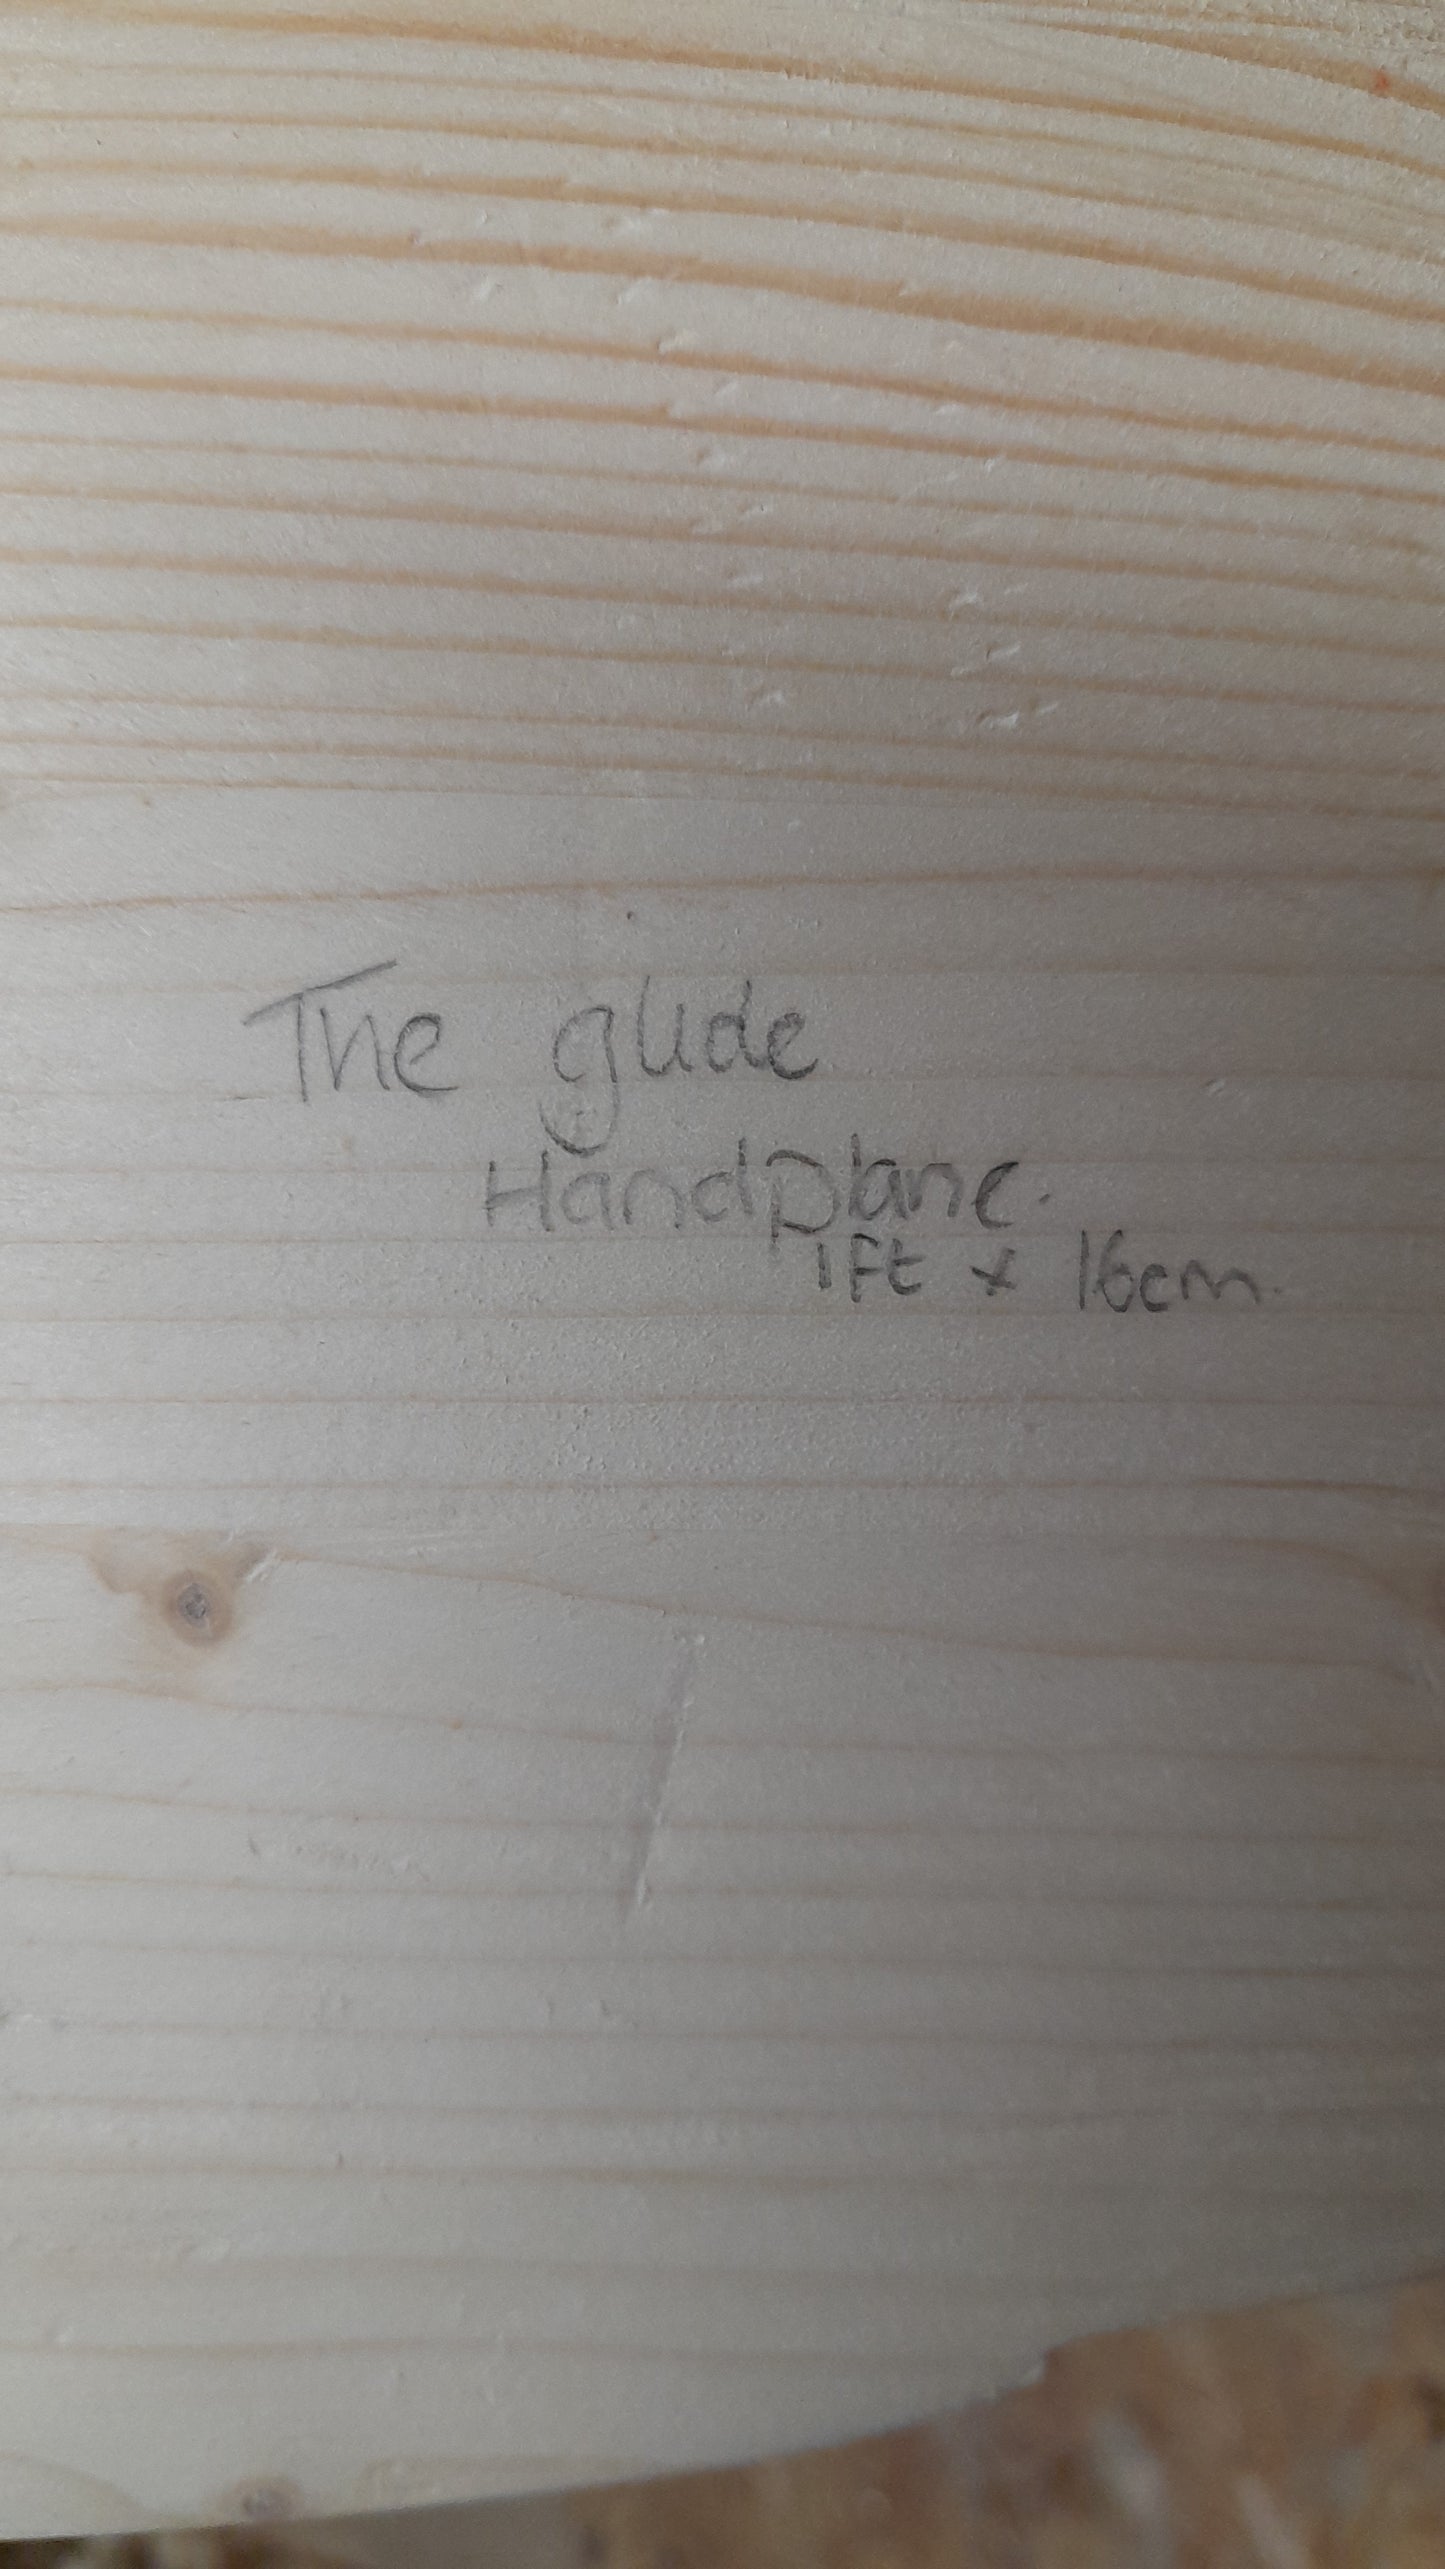 The glide
Handplane.
1ft x 16cm.